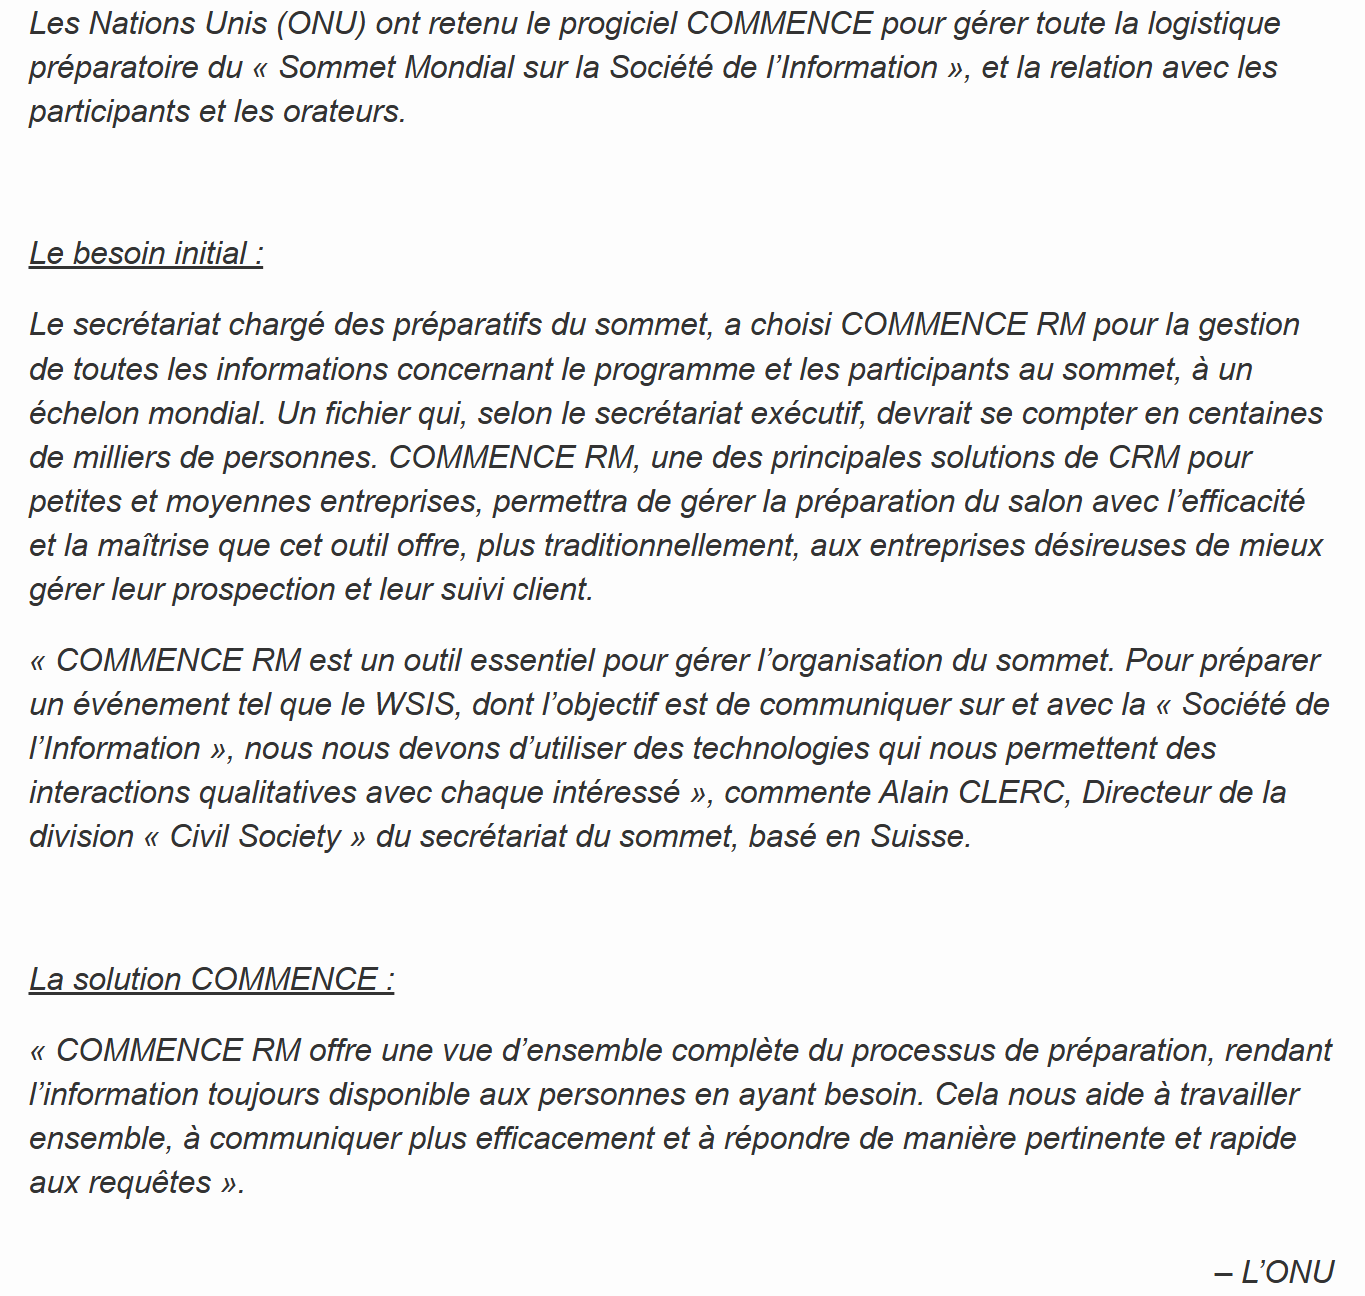 Les Nations Unis (ONU) ont retenu le progiciel COMMENCE pour gérer toute la logistique
préparatoire du « Sommet Mondial sur la Société de l’Information », et la relation avec les
participants et les orateurs.
Le besoin initial :
Le secrétariat chargé des préparatifs du sommet, a choisi COMMENCE RM pour la gestion
de toutes les informations concernant le programme et les participants au sommet, à un
échelon mondial. Un fichier qui, selon le secrétariat exécutif, devrait se compter en centaines
de milliers de personnes. COMMENCE RM, une des principales solutions de CRM pour
petites et moyennes entreprises, permettra de gérer la préparation du salon avec l’efficacité
et la maîtrise que cet outil offre, plus traditionnellement, aux entreprises désireuses de mieux
gérer leur prospection et leur suivi client.
« COMMENCE RM est un outil essentiel pour gérer l’organisation du sommet. Pour préparer
un événement tel que le WSIS, dont l’objectif est de communiquer sur et avec la « Société de
l’Information », nous nous devons d’utiliser des technologies qui nous permettent des
interactions qualitatives avec chaque intéressé », commente Alain CLERC, Directeur de la
division « Civil Society » du secrétariat du sommet, basé en Suisse.
La solution COMMENCE :
« COMMENCE RM offre une vue d’ensemble complète du processus de préparation, rendant
l’information toujours disponible aux personnes en ayant besoin. Cela nous aide à travailler
ensemble, à communiquer plus efficacement et à répondre de manière pertinente et rapide
aux requêtes ».
– L’ONU